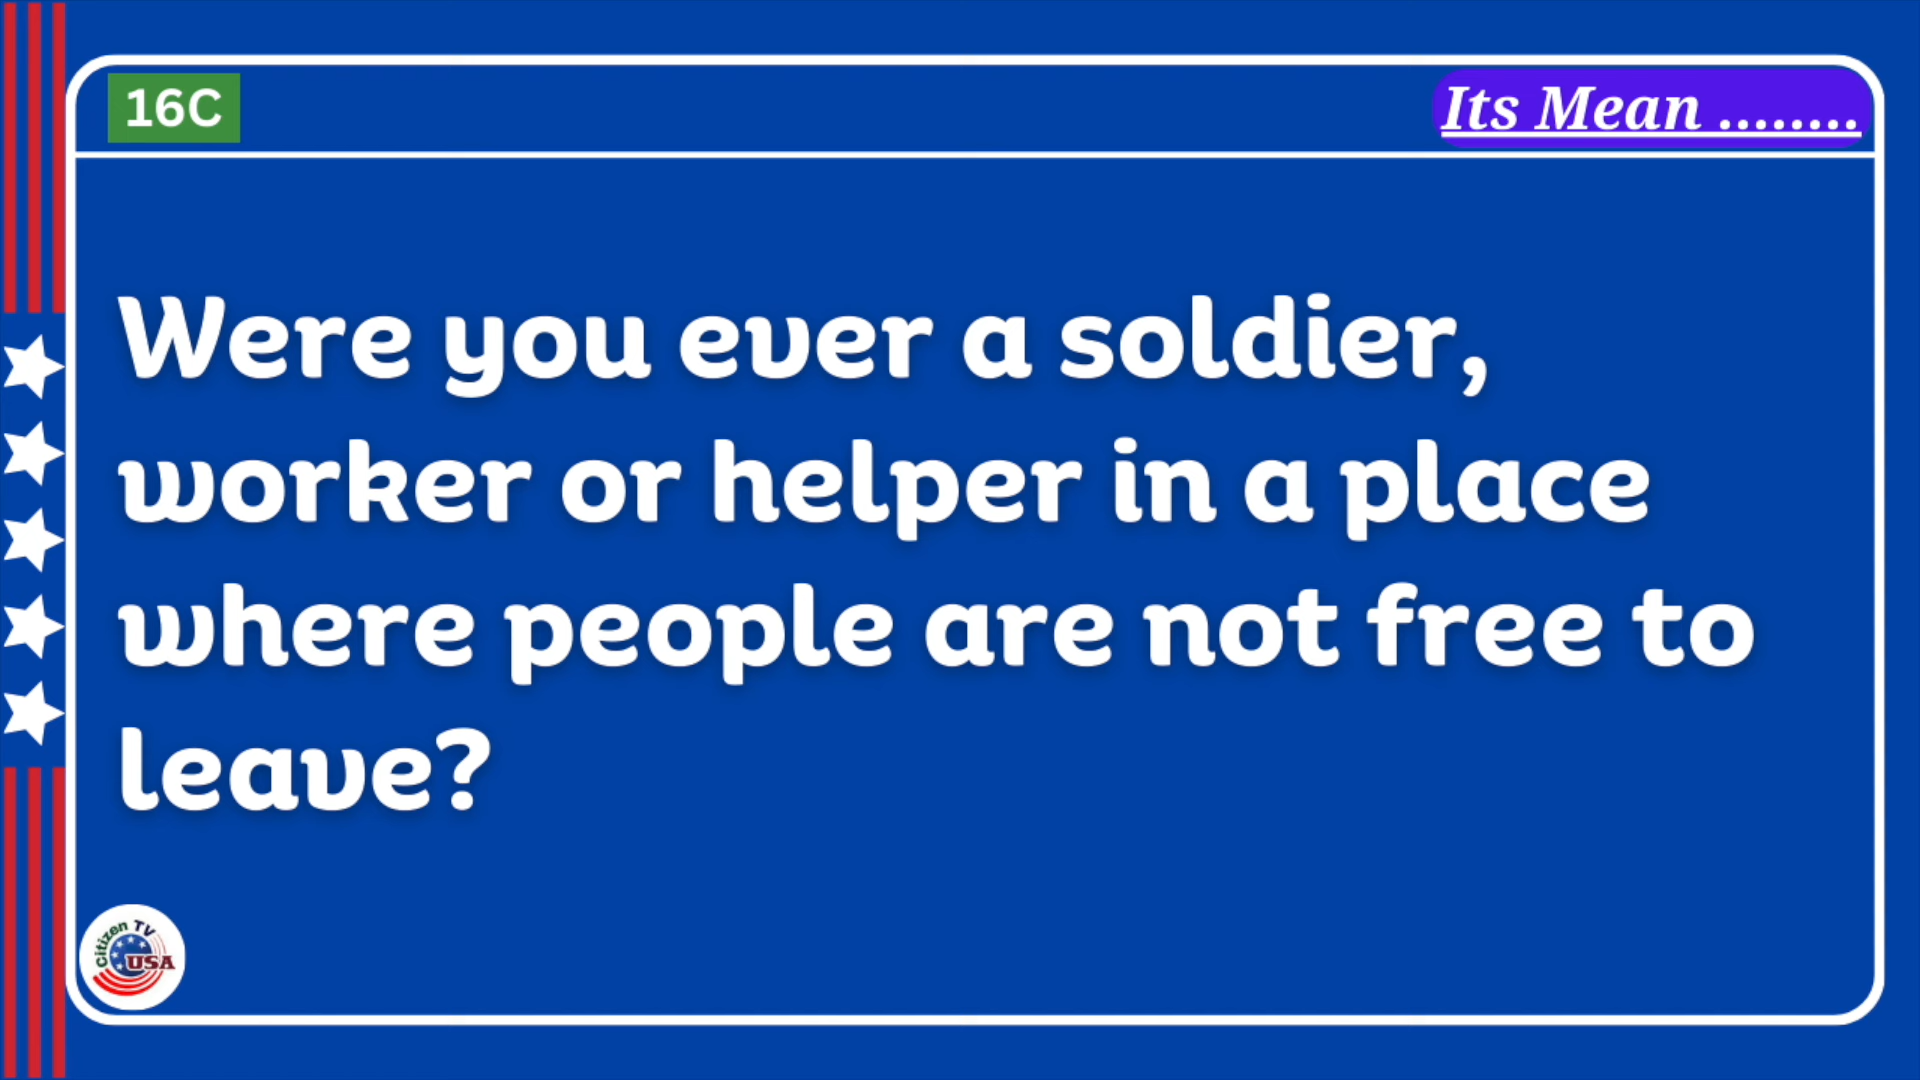 16C
Its Mean ........
Were you ever a soldier,
worker or helper in a place
where people are not free to
leave?
Citizen TV
USA